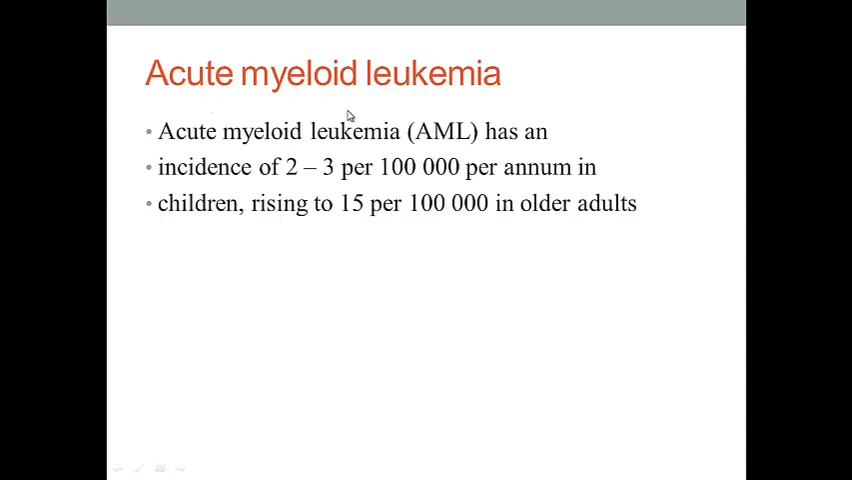 Acute myeloid leukemia
• Acute myeloid leukemia (AML) has an
• incidence of 2 – 3 per 100 000 per annum in
• children, rising to 15 per 100 000 in older adults